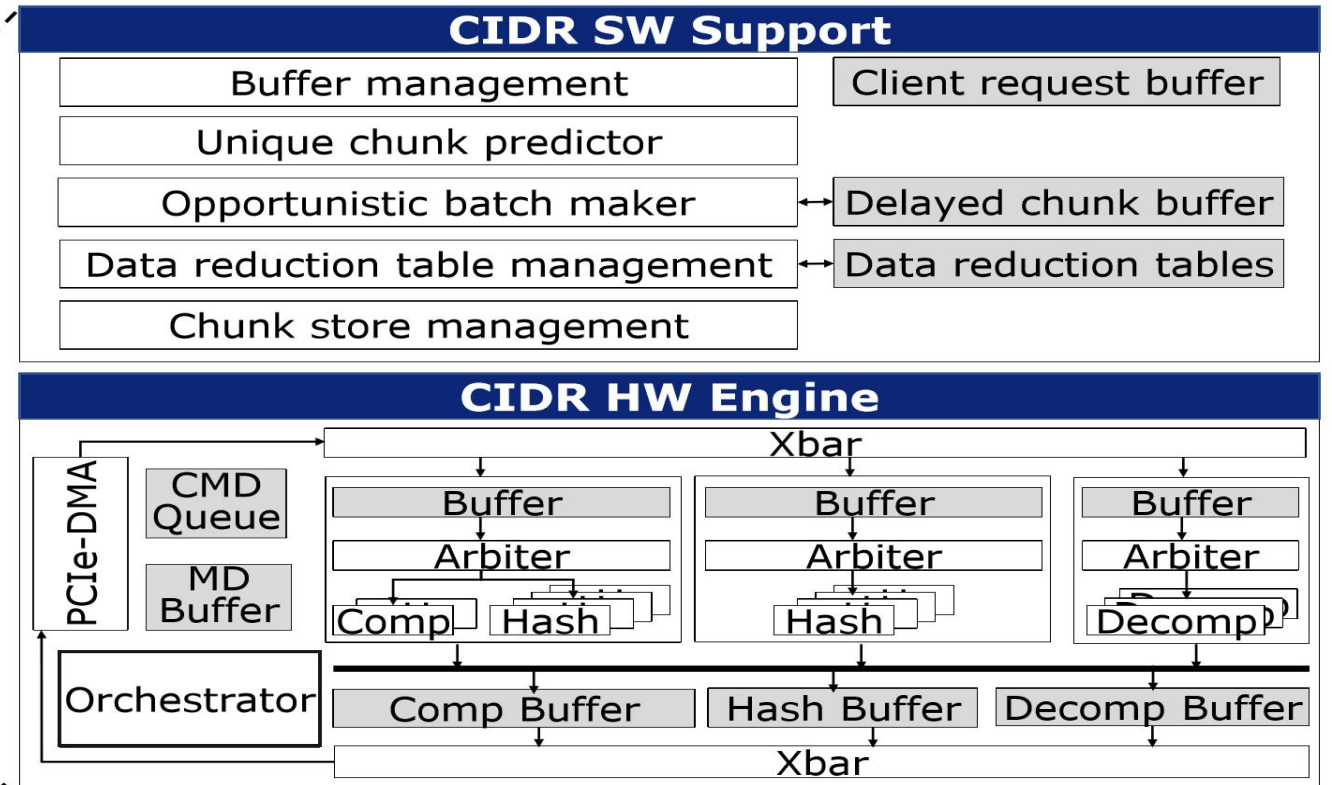 CIDR SW Support
Buffer management
Client request buffer
Unique chunk predictor
Opportunistic batch maker
Delayed chunk buffer
Data reduction table management
Data reduction tables
Chunk store management
CIDR HW Engine
Xbar
PCIe-DMA
CMD
Queue
MD
Buffer
Buffer
Arbiter
Comp
Hash
Buffer
Arbiter
Hash
Buffer
Arbiter
Decomp
Orchestrator
Comp Buffer
Hash Buffer
Decomp Buffer
Xbar